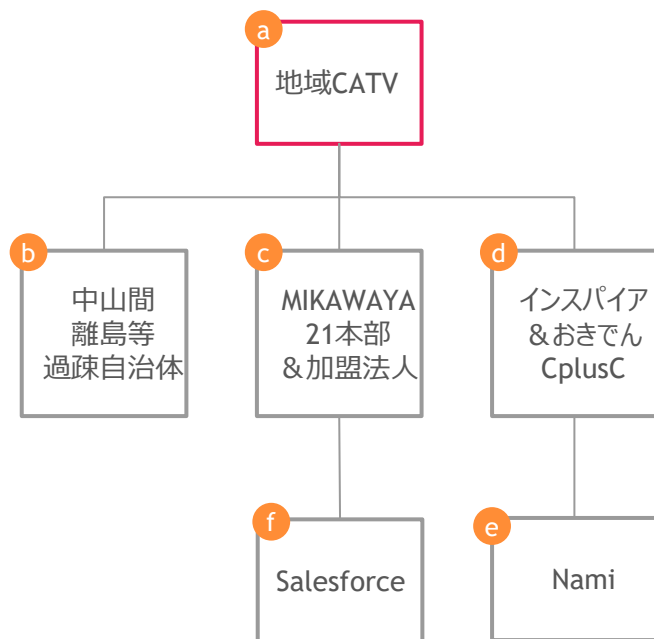 a
地域CATV
b
中山間
離島等
過疎自治体
c
MIKAWAYA
21本部
＆加盟法人
d
インスパイア
＆おきでん
CplusC
f
Salesforce
e
Nami